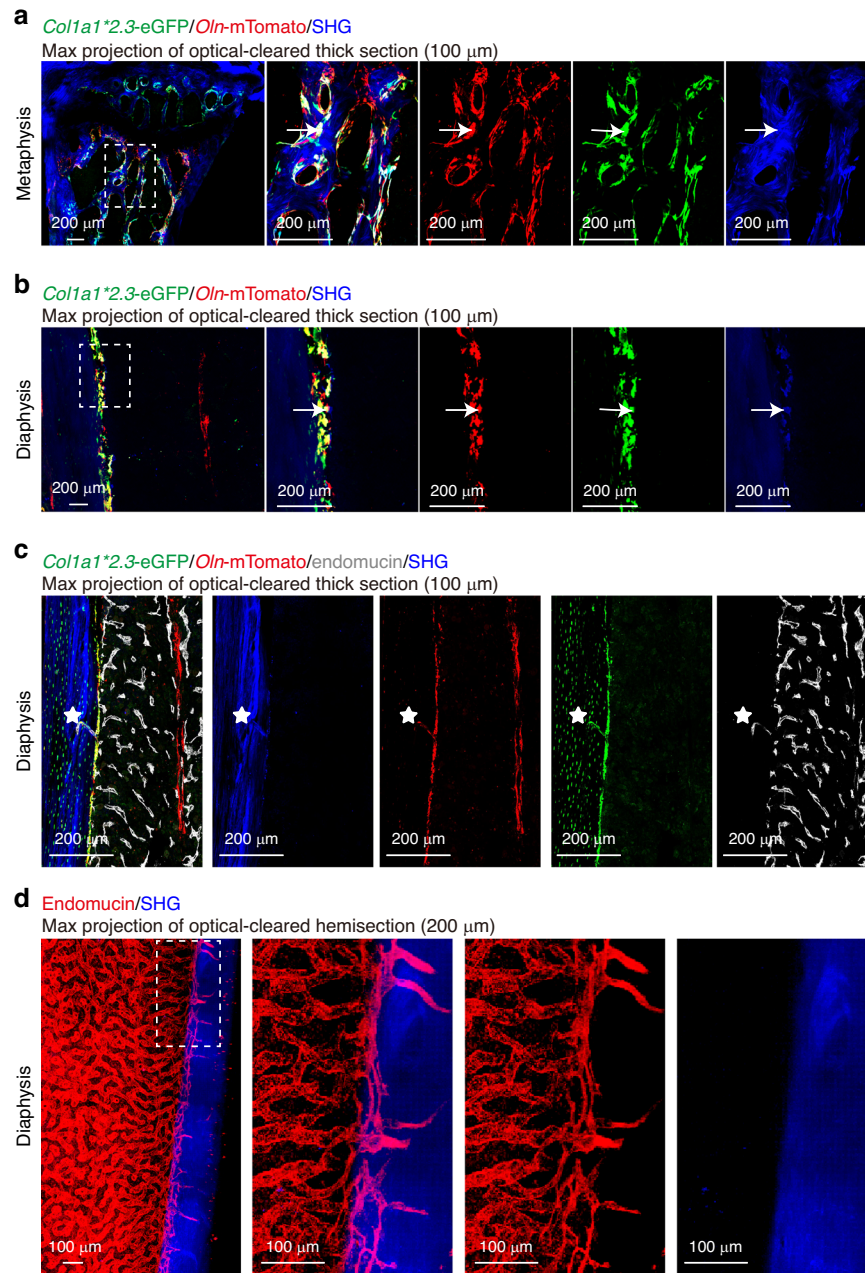 a
Col1a1*2.3-eGFP/Oln-mTomato/SHG
Max projection of optical-cleared thick section (100 μm)
Metaphysis
200 μm
200 μm
200 μm
200 μm
200 μm
b
Col1a1*2.3-eGFP/Oln-mTomato/SHG
Max projection of optical-cleared thick section (100 μm)
Diaphysis
200 μm
200 μm
200 μm
200 μm
200 μm
c
Col1a1*2.3-eGFP/Oln-mTomato/endomucin/SHG
Max projection of optical-cleared thick section (100 μm)
Diaphysis
200 μm
200 μm
200 μm
200 μm
200 μm
d
Endomucin/SHG
Max projection of optical-cleared hemisection (200 μm)
Diaphysis
100 μm
100 μm
100 μm
100 μm